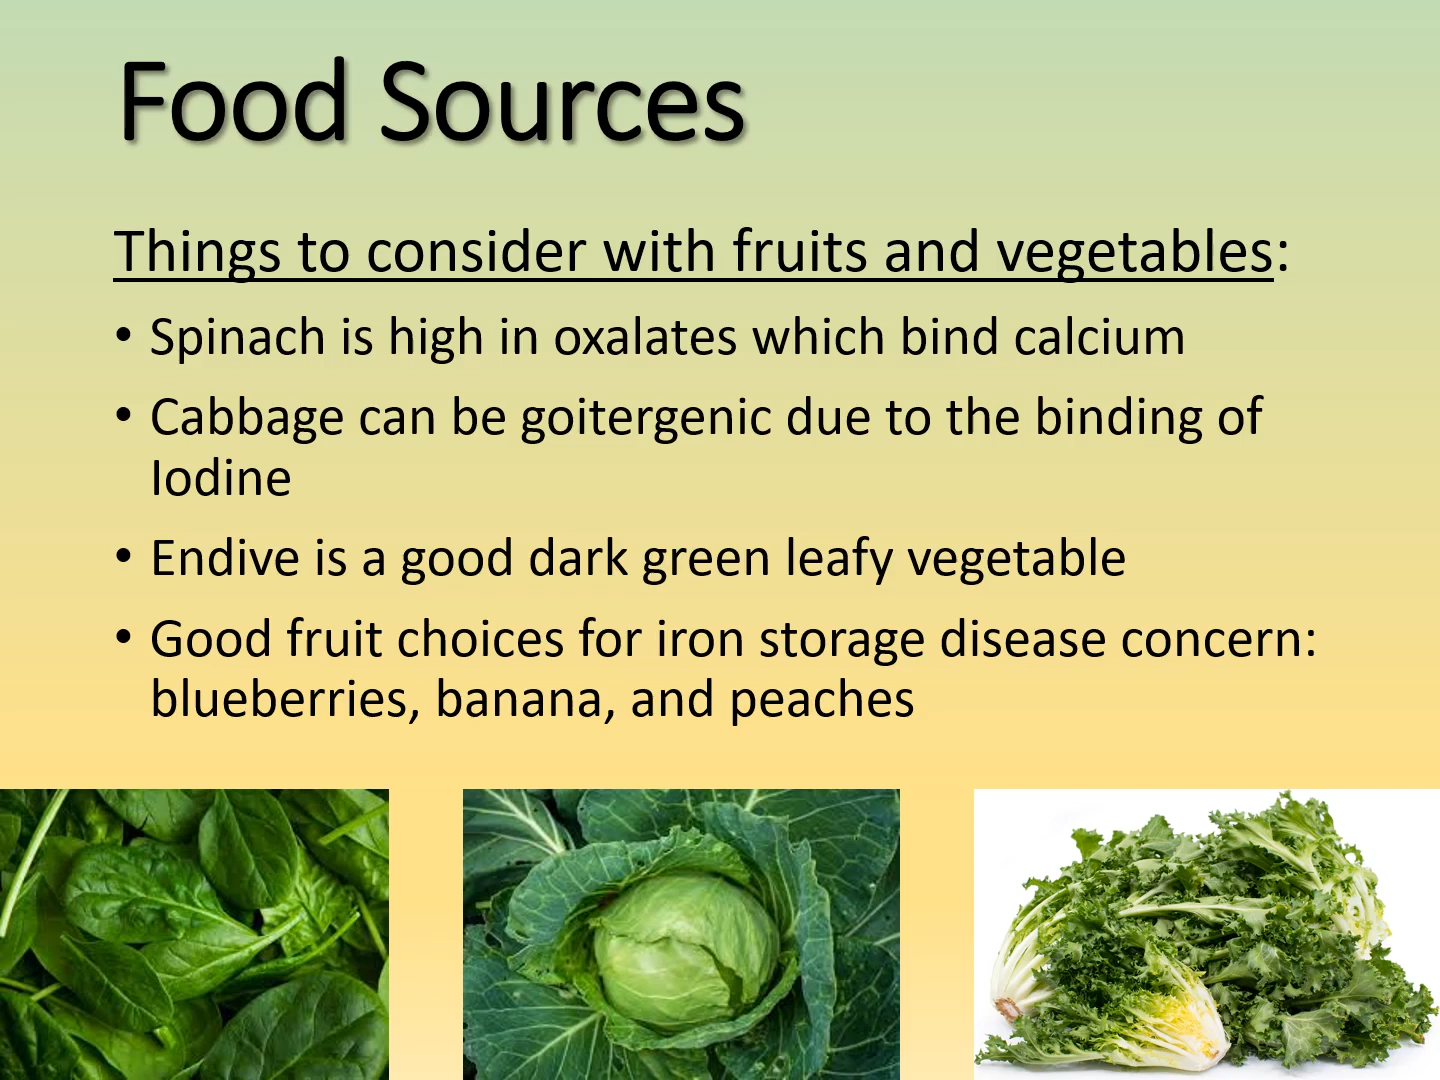 Food Sources
Things to consider with fruits and vegetables:
• Spinach is high in oxalates which bind calcium
• Cabbage can be goitergenic due to the binding of
Iodine
• Endive is a good dark green leafy vegetable
• Good fruit choices for iron storage disease concern:
blueberries, banana, and peaches